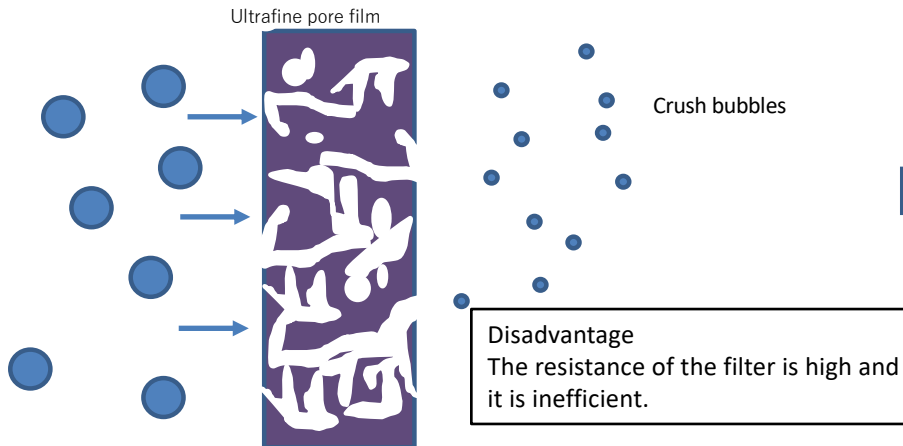 Ultrafine pore film
Crush bubbles
Disadvantage
The resistance of the filter is high and
it is inefficient.